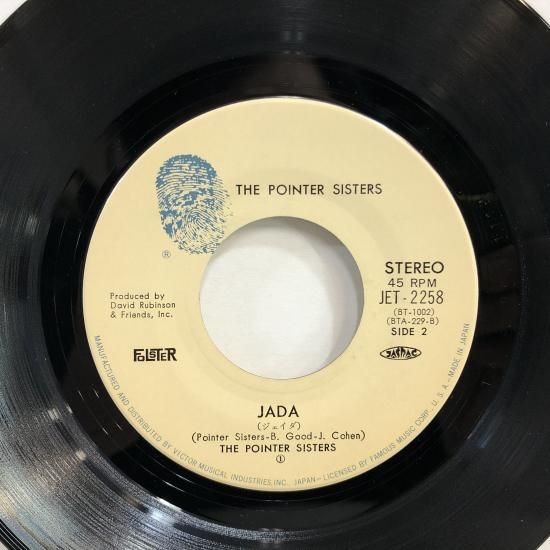 THE POINTER SISTERS
®
STEREO
45 RPM
JET-2258
(BT-1002)
(BTA-229-B)
SIDE 2
Produced by
David Rubinson
& Friends, Inc.
JASRAC
JADA
(ジェイダ)
(Pointer Sisters-B. Good-J. Cohen)
THE POINTER SISTERS
①
MANUFACTURED AND DISTRIBUTED BY VICTOR MUSICAL INDUSTRIES, INC., JAPAN-LICENSED BY FAMOUS MUSIC CORP., U.S.A.-MADE IN JAPAN